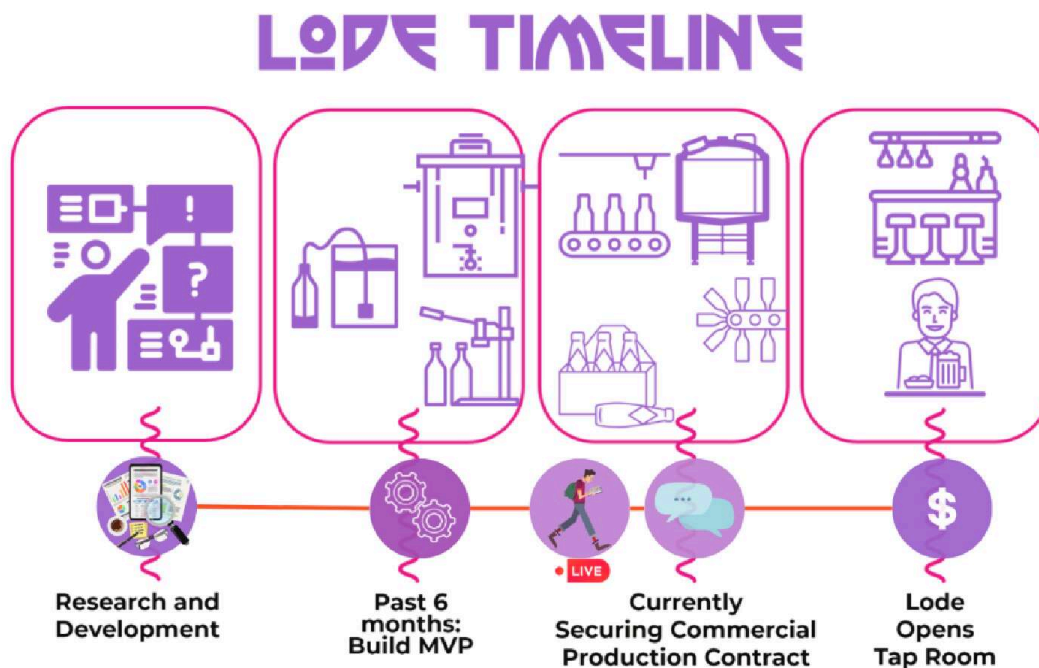 LODE TIMELINE
!
?
LIVE
$
Research and
Development
Past 6
months:
Build MVP
Currently
Securing Commercial
Production Contract
Lode
Opens
Tap Room